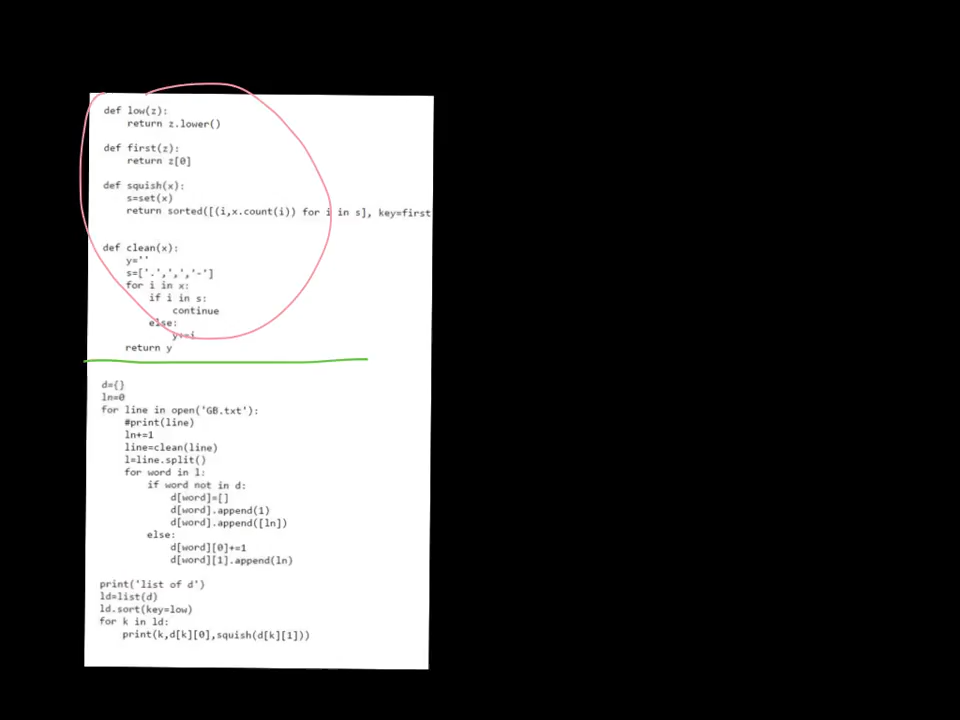 def low(z):
    return z.lower()
def first(z):
    return z[0]
def squish(x):
    s=set(x)
    return sorted([(i,x.count(i)) for i in s], key=first
def clean(x):
    y=''
    s=['.',',','-']
    for i in x:
        if i in s:
            continue
        else:
            y+=i
    return y
d={}
ln=0
for line in open('GB.txt'):
    #print(line)
    ln+=1
    line=clean(line)
    l=line.split()
    for word in l:
        if word not in d:
            d[word]=[]
            d[word].append(1)
            d[word].append([ln])
        else:
            d[word][0]+=1
            d[word][1].append(ln)
print('list of d')
ld=list(d)
ld.sort(key=low)
for k in ld:
    print(k,d[k][0],squish(d[k][1]))